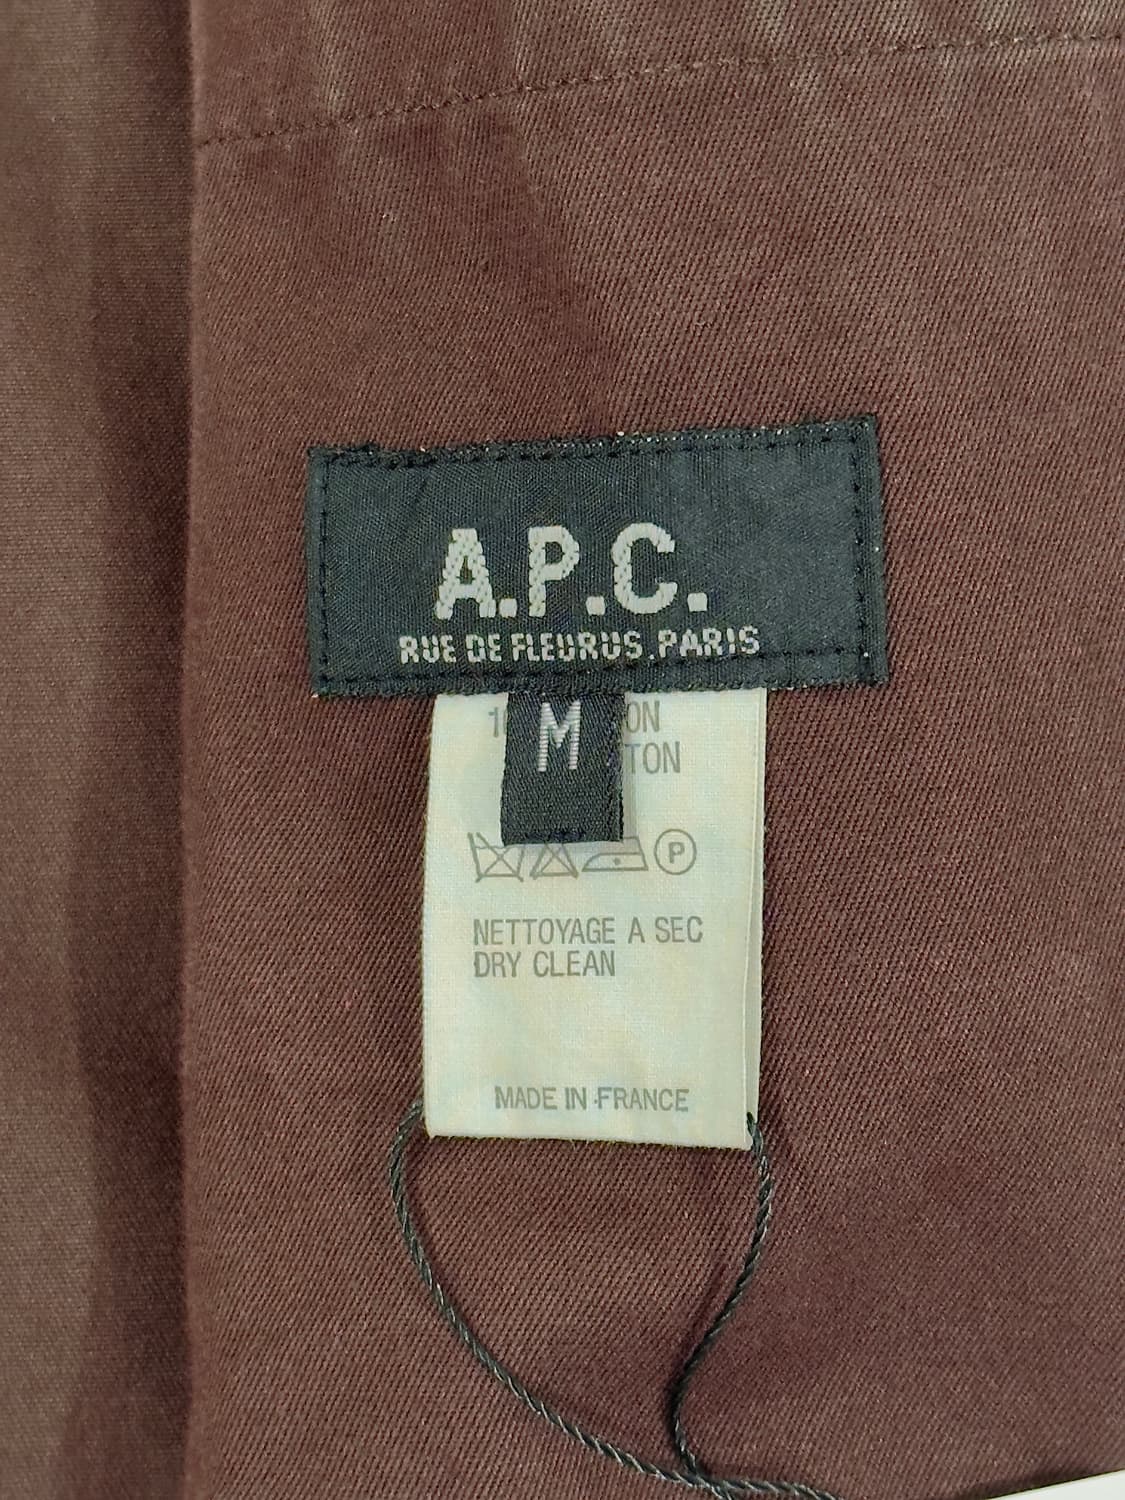 A.P.C.
RUE DE FLEURUS.PARIS
M
P
NETTOYAGE A SEC
DRY CLEAN
MADE IN FRANCE